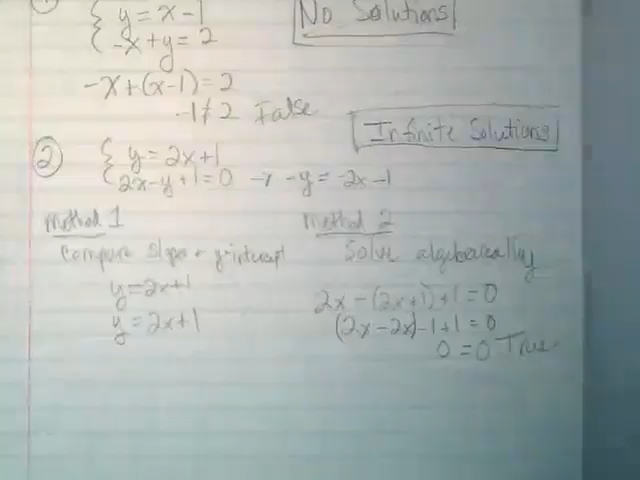 { y = x - 1
{ -x + y = 2
No Solutions
-x + (x - 1) = 2
-1 ≠ 2 False
Infinite Solutions
2 { y = 2x + 1
{ 2x - y + 1 = 0 → -y = -2x - 1
Method 1
Compare slope + y-intercept
y = 2x + 1
y = 2x + 1
Method 2
Solve algebraically
2x - (2x + 1) + 1 = 0
(2x - 2x) - 1 + 1 = 0
0 = 0 True